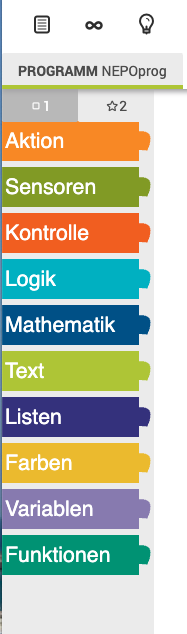 PROGRAMM NEPOprog
1 2
Aktion
Sensoren
Kontrolle
Logik
Mathematik
Text
Listen
Farben
Variablen
Funktionen